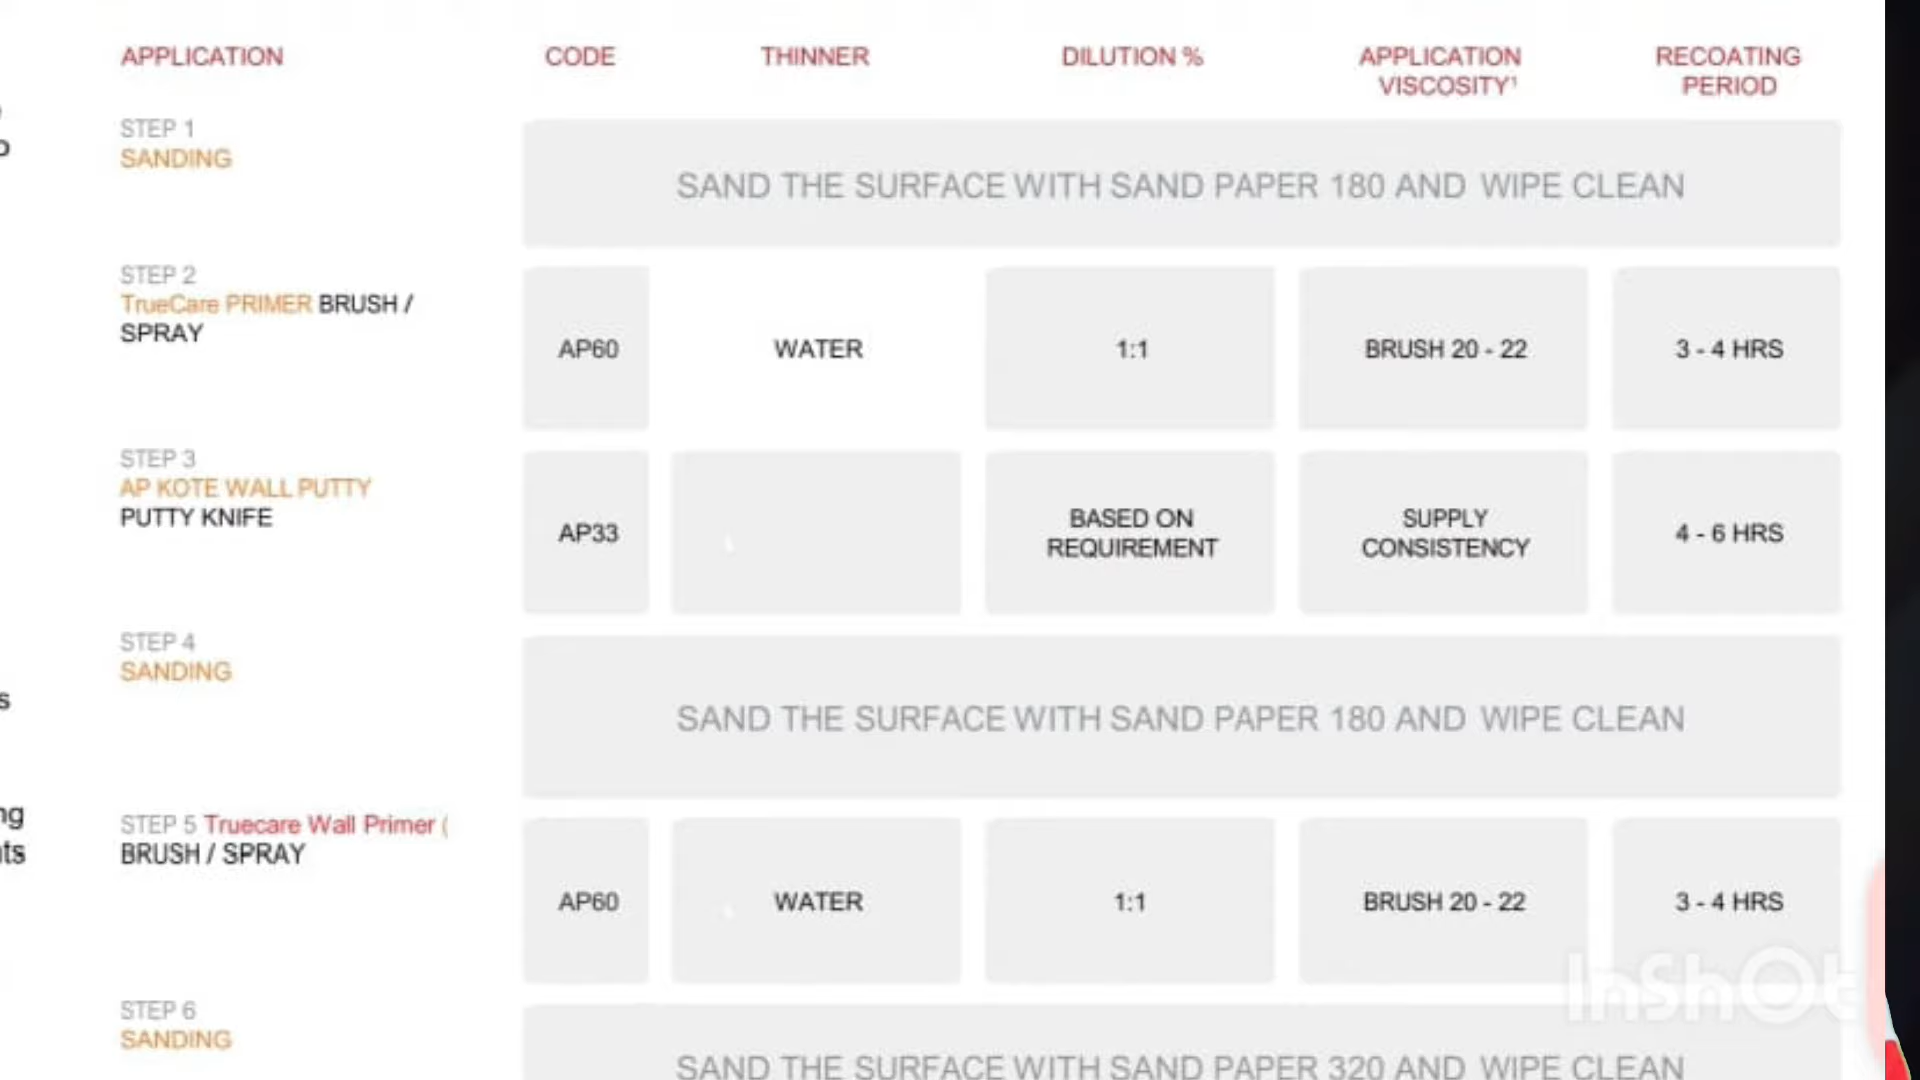 APPLICATION CODE THINNER DILUTION % APPLICATION VISCOSITY¹ RECOATING PERIOD
STEP 1
SANDING
SAND THE SURFACE WITH SAND PAPER 180 AND WIPE CLEAN
STEP 2
TrueCare PRIMER BRUSH /
SPRAY
AP60 WATER 1:1 BRUSH 20 - 22 3 - 4 HRS
STEP 3
AP KOTE WALL PUTTY
PUTTY KNIFE
AP33 BASED ON REQUIREMENT SUPPLY CONSISTENCY 4 - 6 HRS
STEP 4
SANDING
SAND THE SURFACE WITH SAND PAPER 180 AND WIPE CLEAN
STEP 5 Truecare Wall Primer (
BRUSH / SPRAY
AP60 WATER 1:1 BRUSH 20 - 22 3 - 4 HRS
STEP 6
SANDING
SAND THE SURFACE WITH SAND PAPER 320 AND WIPE CLEAN
InShOt